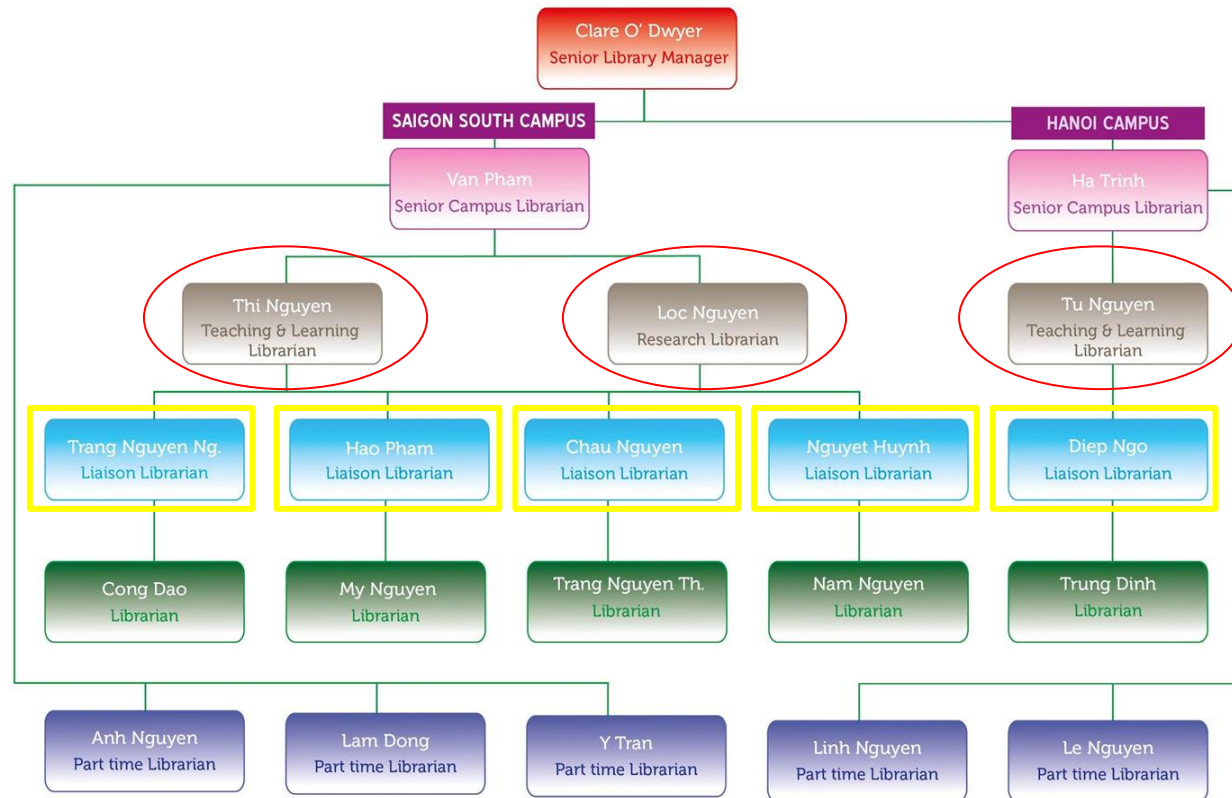 Clare O' Dwyer
Senior Library Manager
SAIGON SOUTH CAMPUS
HANOI CAMPUS
Van Pham
Senior Campus Librarian
Ha Trinh
Senior Campus Librarian
Thi Nguyen
Teaching & Learning
Librarian
Loc Nguyen
Research Librarian
Tu Nguyen
Teaching & Learning
Librarian
Trang Nguyen Ng.
Liaison Librarian
Hao Pham
Liaison Librarian
Chau Nguyen
Liaison Librarian
Nguyet Huynh
Liaison Librarian
Diep Ngo
Liaison Librarian
Cong Dao
Librarian
My Nguyen
Librarian
Trang Nguyen Th.
Librarian
Nam Nguyen
Librarian
Trung Dinh
Librarian
Anh Nguyen
Part time Librarian
Lam Dong
Part time Librarian
Y Tran
Part time Librarian
Linh Nguyen
Part time Librarian
Le Nguyen
Part time Librarian